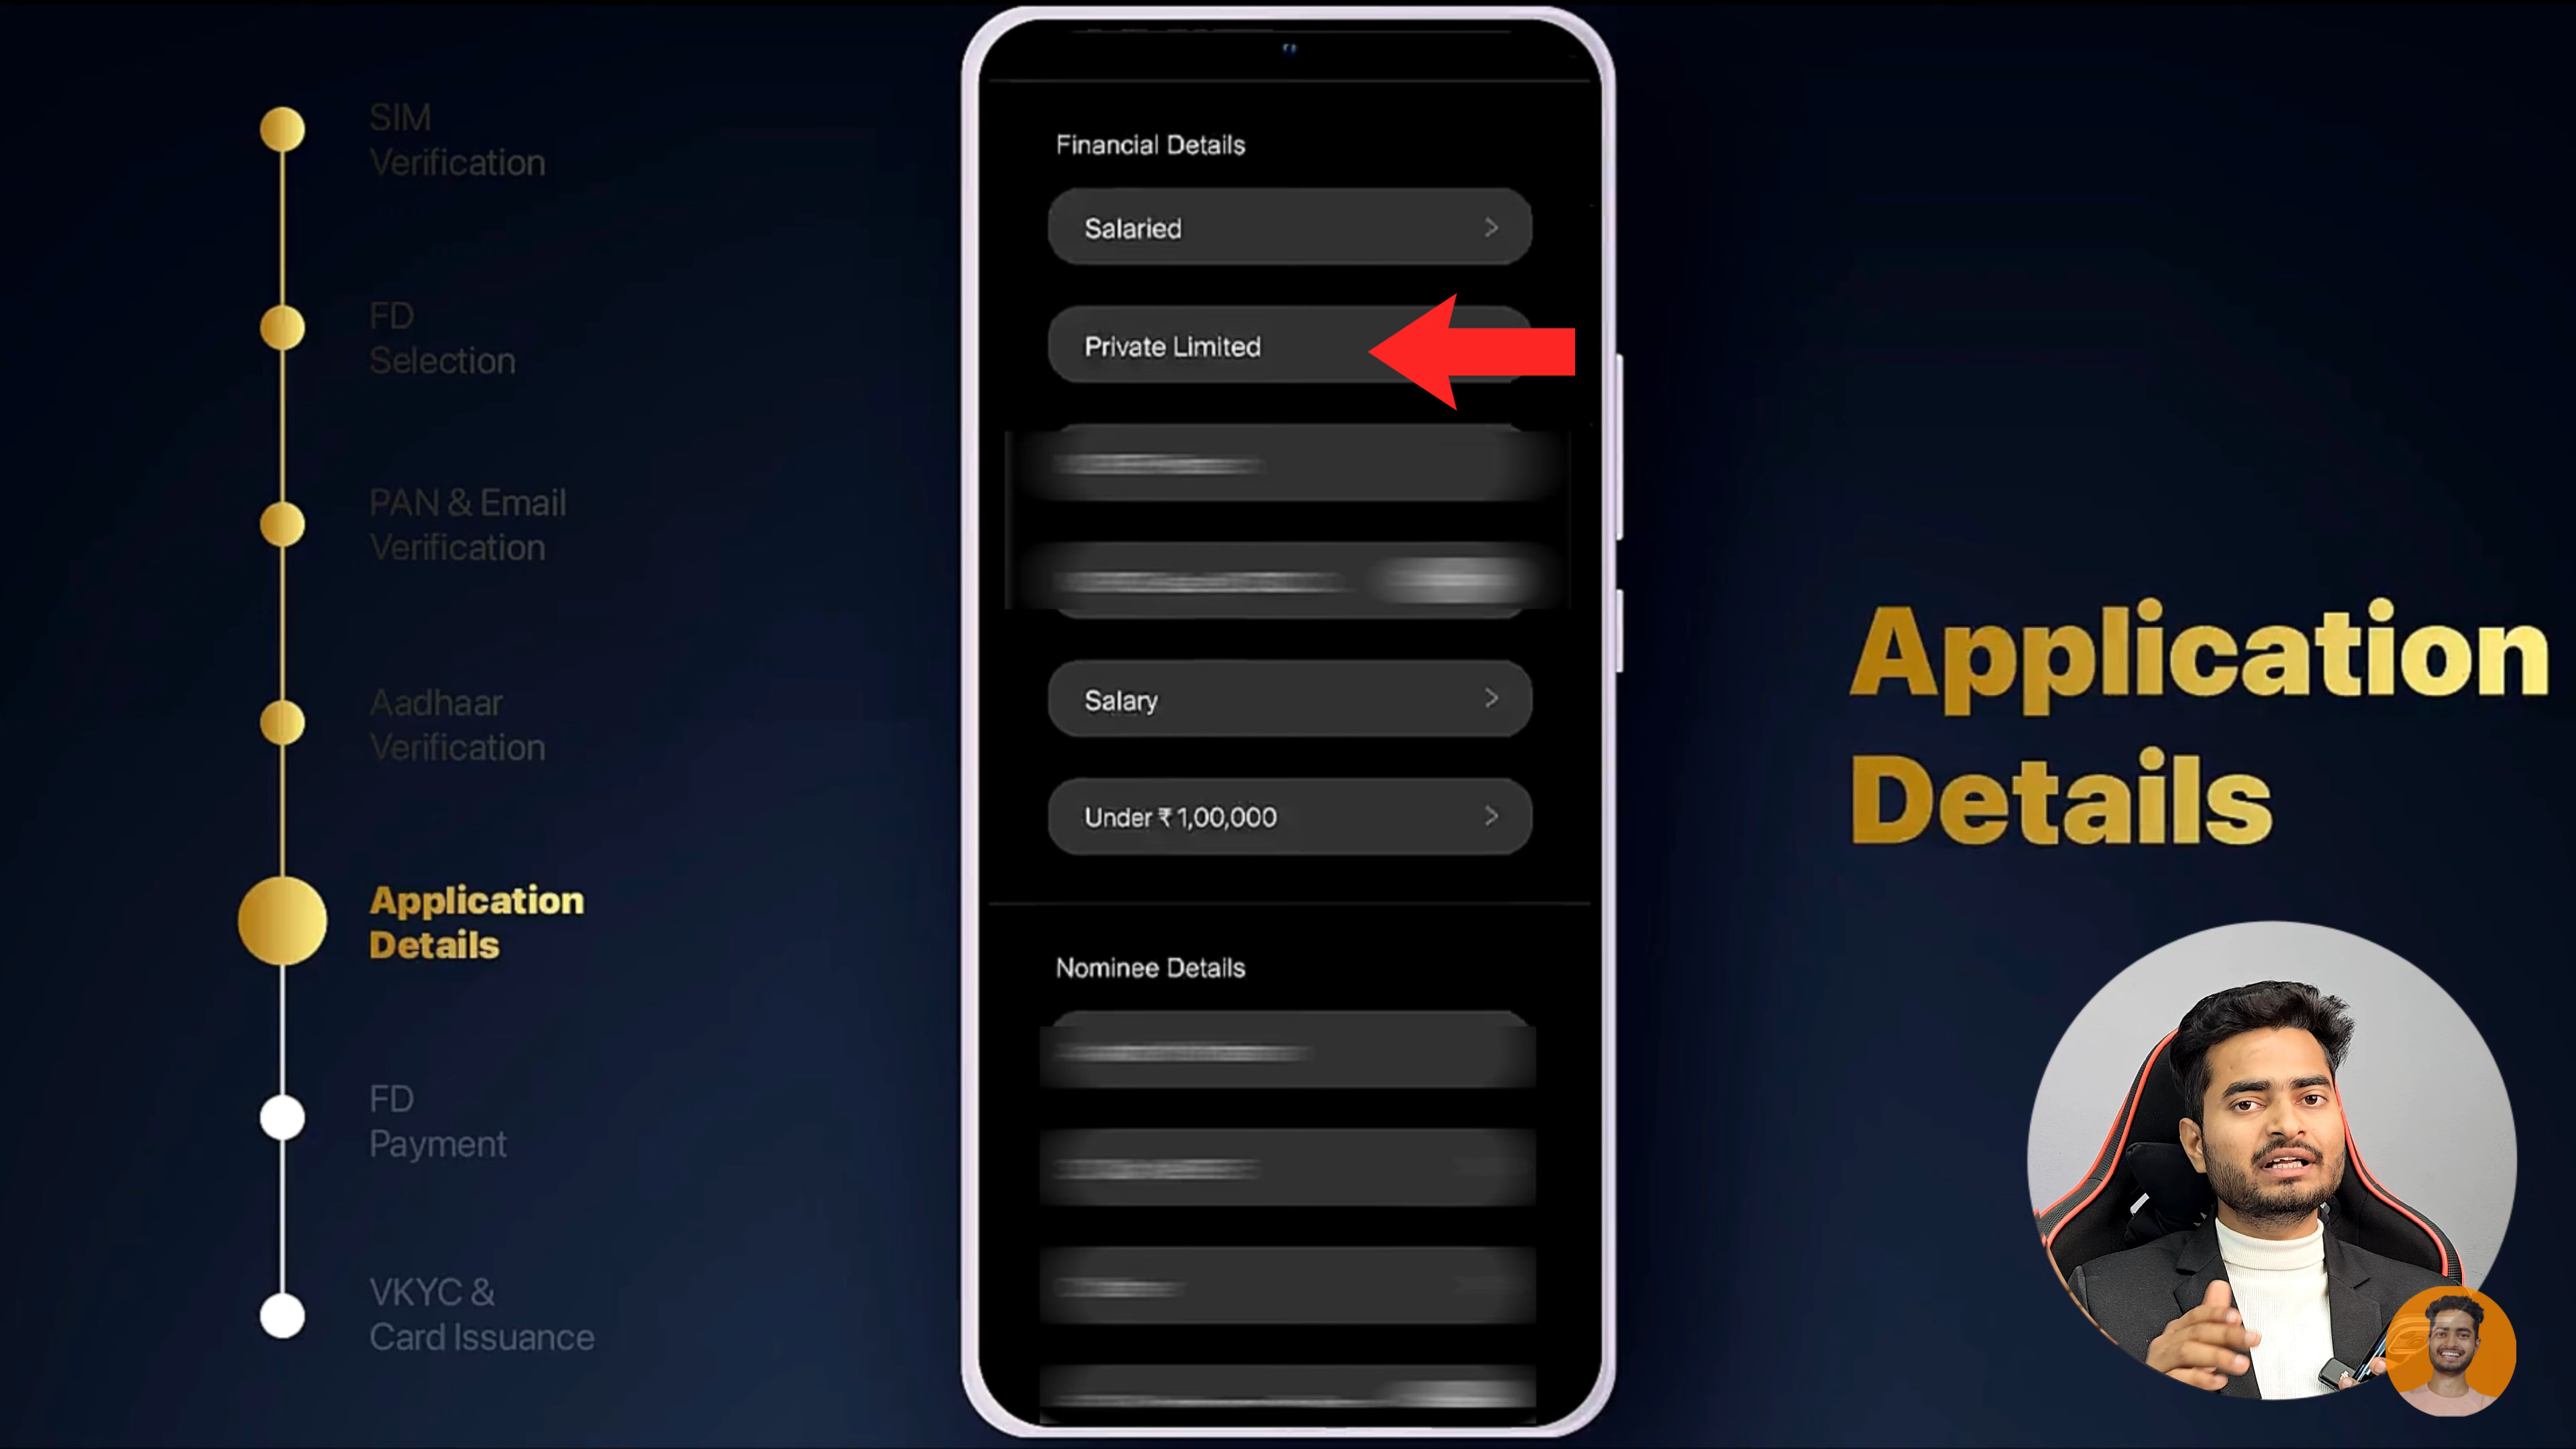 SIM
Verification
FD
Selection
PAN & Email
Verification
Aadhaar
Verification
Application
Details
FD
Payment
VKYC &
Card Issuance
Financial Details
Salaried
Private Limited
Salary
Under ₹ 1,00,000
Nominee Details
Application
Details